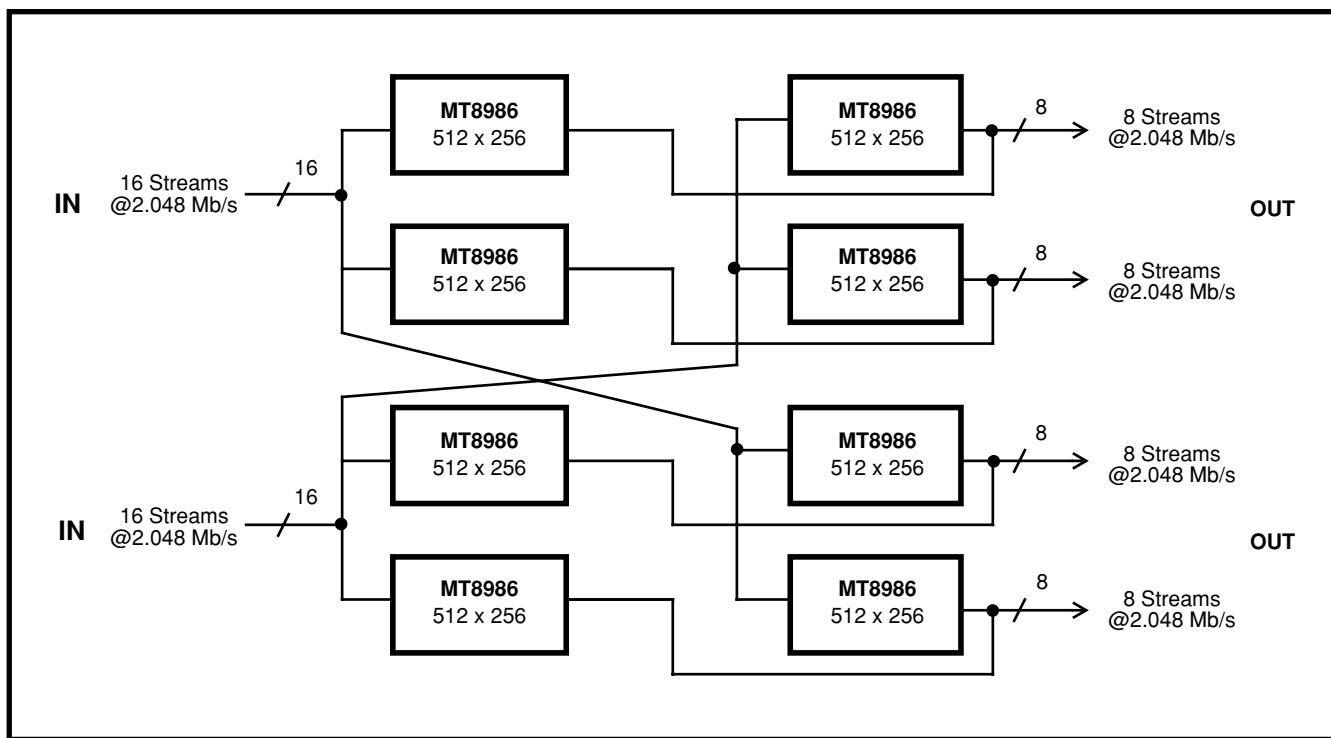 MT8986
512 x 256
MT8986
512 x 256
8
8 Streams
@2.048 Mb/s
IN
16 Streams
@2.048 Mb/s
16
OUT
MT8986
512 x 256
MT8986
512 x 256
8
8 Streams
@2.048 Mb/s
MT8986
512 x 256
MT8986
512 x 256
8
8 Streams
@2.048 Mb/s
IN
16 Streams
@2.048 Mb/s
16
OUT
MT8986
512 x 256
MT8986
512 x 256
8
8 Streams
@2.048 Mb/s